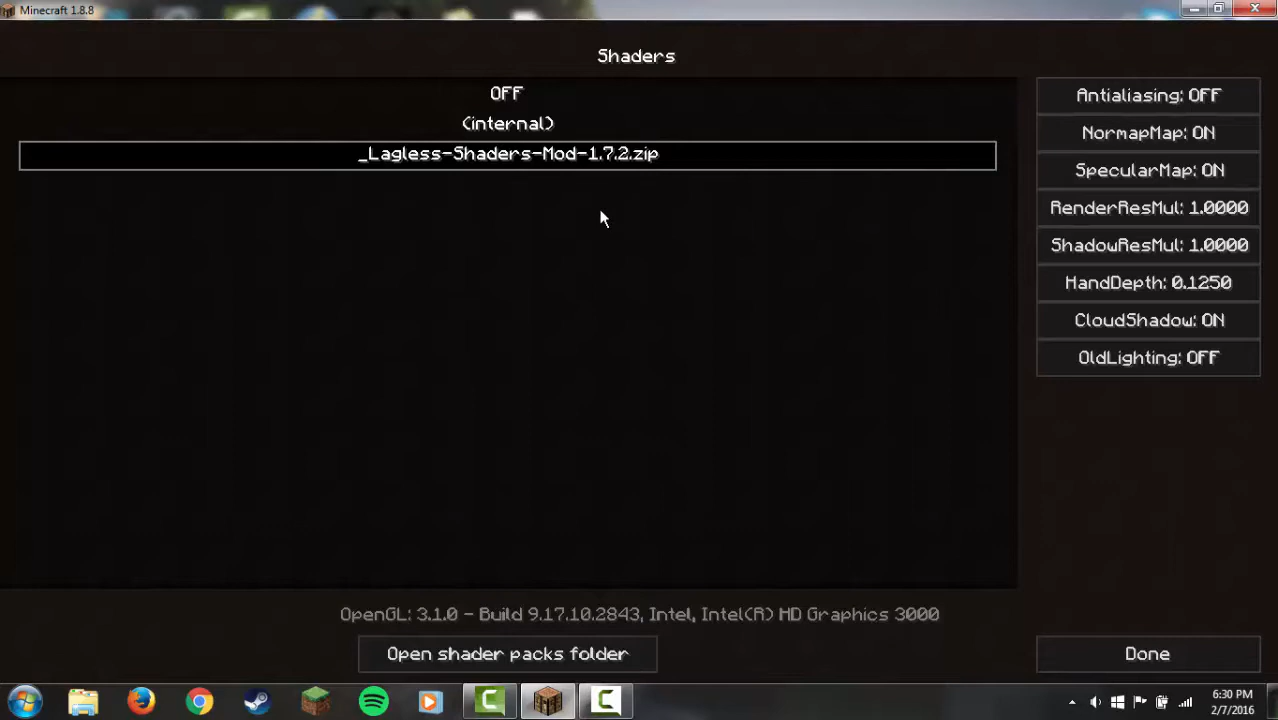 Minecraft 1.8.8
Shaders
OFF
(internal)
_Lagless-Shaders-Mod-1.7.2.zip
Antialiasing: OFF
NormapMap: ON
SpecularMap: ON
RenderResMul: 1.0000
ShadowResMul: 1.0000
HandDepth: 0.1250
CloudShadow: ON
OldLighting: OFF
OpenGL: 3.1.0 - Build 9.17.10.2843, Intel, Intel(R) HD Graphics 3000
Open shader packs folder
Done
6:30 PM
2/7/2016